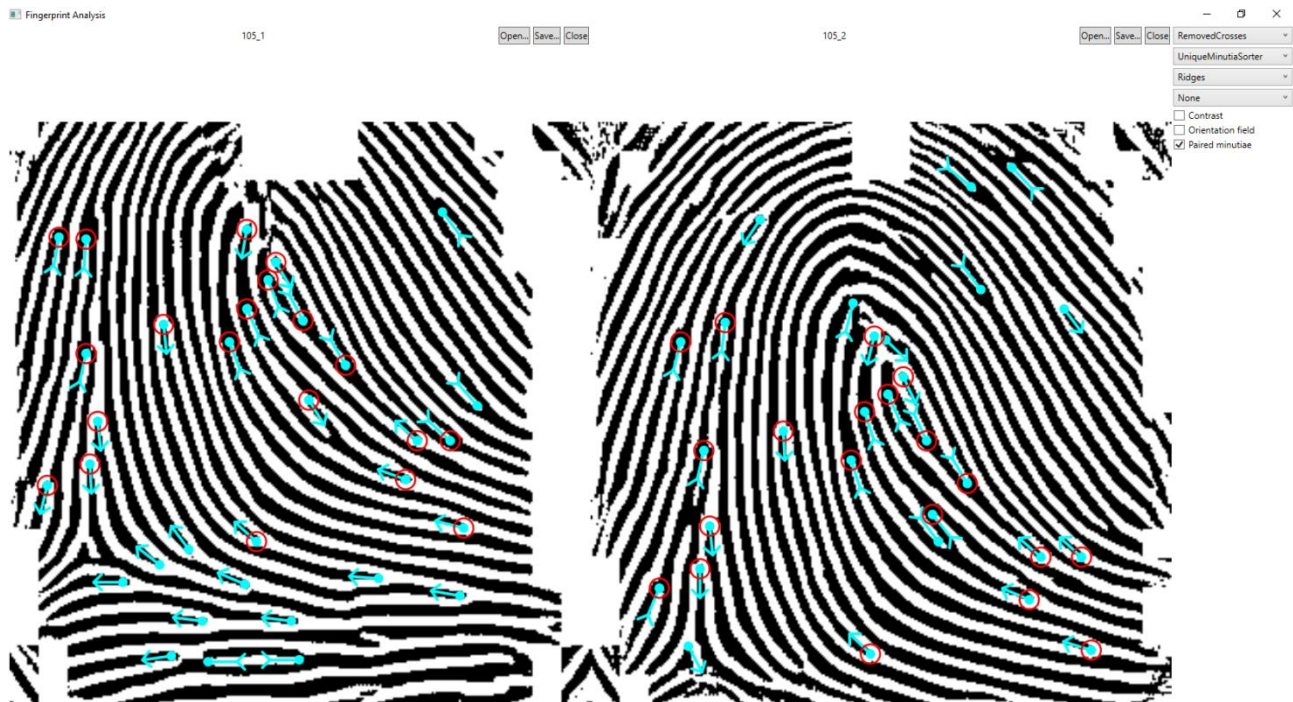 Fingerprint Analysis
105_1 Open... Save... Close 105_2 Open... Save... Close RemovedCrosses
UniqueMinutiaSorter
Ridges
None
Contrast
Orientation field
Paired minutiae